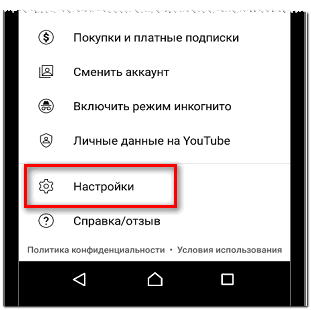 Покупки и платные подписки
Сменить аккаунт
Включить режим инкогнито
Личные данные на YouTube
Настройки
Справка/отзыв
Политика конфиденциальности • Условия использования